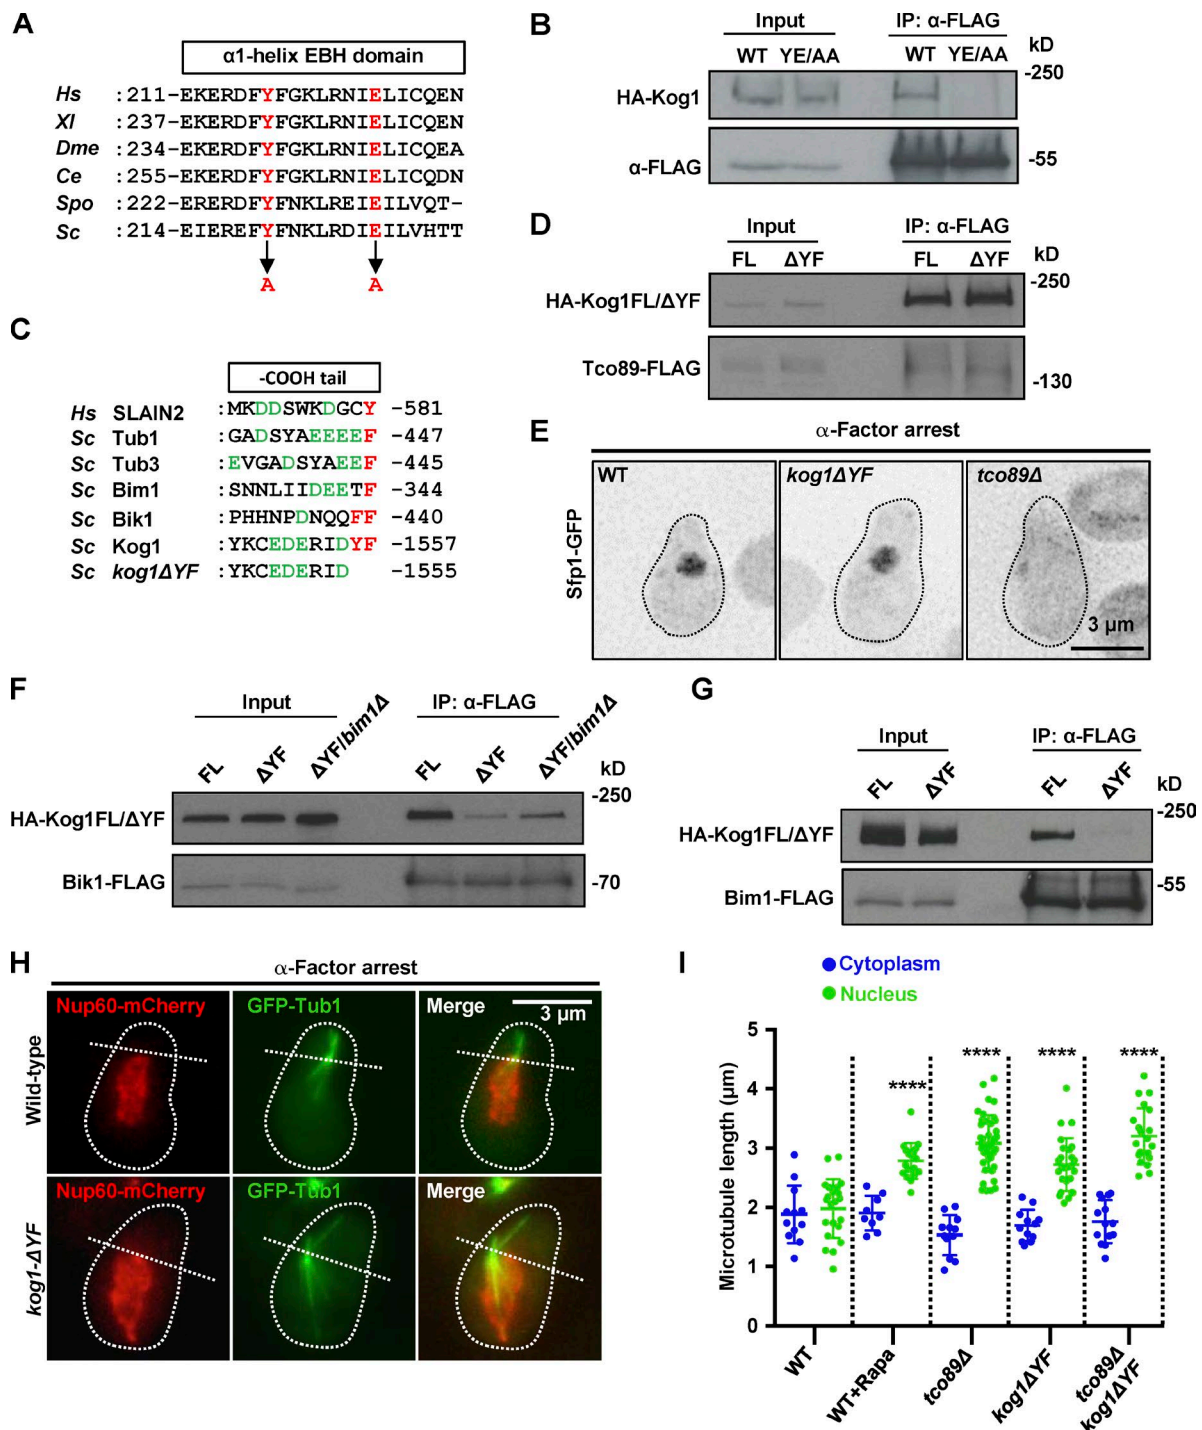 A
α1-helix EBH domain
Hs :211-EKERDFYFGKLRNIELICQEN
Xl :237-EKERDFYFGKLRNIELICQEN
Dme :234-EKERDFYFGKLRNIELICQEA
Ce :255-EKERDFYFGKLRNIELICQDN
Spo :222-ERERDFYFNKLREIEILVQT-
Sc :214-EIEREFYFNKLRDIEILVHTT
A A
B
Input IP: α-FLAG
WT YE/AA WT YE/AA kD
-250
HA-Kog1
α-FLAG
-55
C
-COOH tail
Hs SLAIN2 :MKDDSWKDGCY -581
Sc Tub1 :GADSYAEEEEF -447
Sc Tub3 :EVGADSYAEEF -445
Sc Bim1 :SNNLIIDEETF -344
Sc Bik1 :PHHNPDNQQFF -440
Sc Kog1 :YKCEDERIDYF -1557
Sc kog1ΔYF :YKCEDERID -1555
D
Input IP: α-FLAG
FL ΔYF FL ΔYF kD
-250
HA-Kog1FL/ΔYF
Tco89-FLAG
-130
E
α-Factor arrest
Sfp1-GFP
WT kog1ΔYF tco89Δ
3 µm
F
Input IP: α-FLAG
FL ΔYF ΔYF/bim1Δ FL ΔYF ΔYF/bim1Δ kD
-250
HA-Kog1FL/ΔYF
Bik1-FLAG -70
G
Input IP: α-FLAG
FL ΔYF FL ΔYF kD
-250
HA-Kog1FL/ΔYF
-55
Bim1-FLAG
H
α-Factor arrest
Wild-type
Nup60-mCherry GFP-Tub1 Merge
3 µm
kog1-ΔYF
Nup60-mCherry GFP-Tub1 Merge
I
Cytoplasm
Nucleus
Microtubule length (µm)
5
4
3
2
1
0
**** **** **** ****
WT
WT+Rapa
tco89Δ
kog1ΔYF
tco89Δ
kog1ΔYF